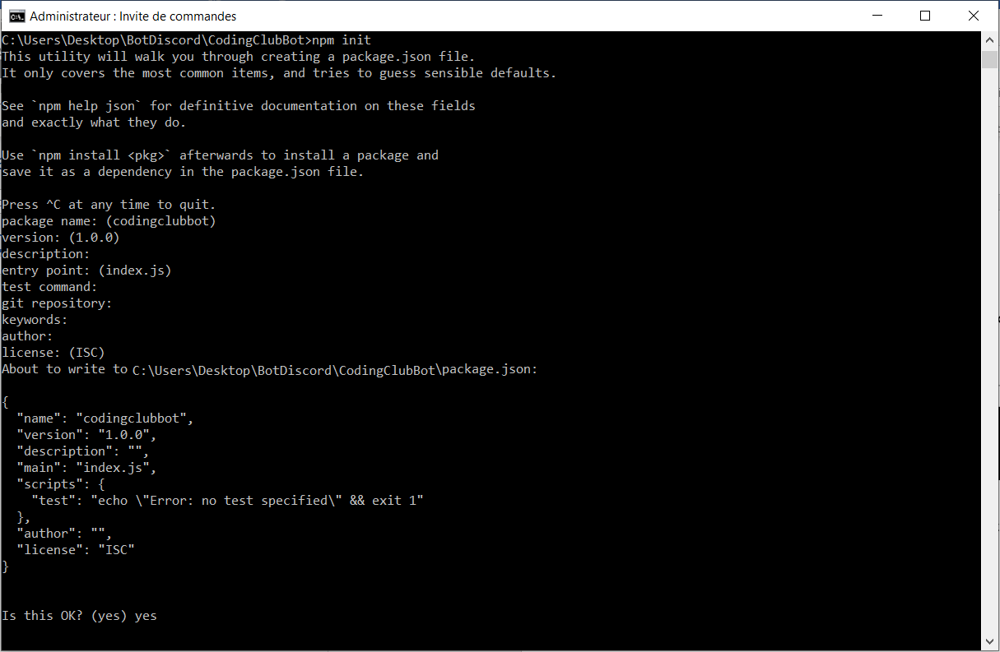 Administrateur : Invite de commandes
C:\Users\Desktop\BotDiscord\CodingClubBot>npm init
This utility will walk you through creating a package.json file.
It only covers the most common items, and tries to guess sensible defaults.
See `npm help json` for definitive documentation on these fields
and exactly what they do.
Use `npm install <pkg>` afterwards to install a package and
save it as a dependency in the package.json file.
Press ^C at any time to quit.
package name: (codingclubbot)
version: (1.0.0)
description:
entry point: (index.js)
test command:
git repository:
keywords:
author:
license: (ISC)
About to write to C:\Users\Desktop\BotDiscord\CodingClubBot\package.json:
{
  "name": "codingclubbot",
  "version": "1.0.0",
  "description": "",
  "main": "index.js",
  "scripts": {
    "test": "echo \"Error: no test specified\" && exit 1"
  },
  "author": "",
  "license": "ISC"
}
Is this OK? (yes) yes